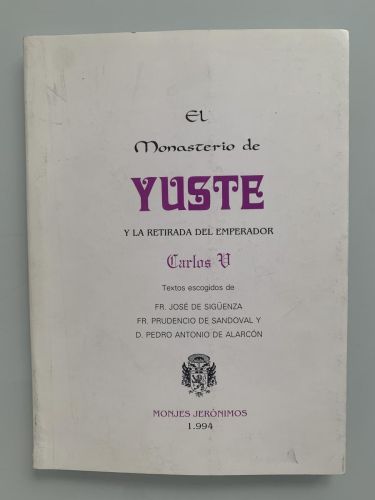 El
Monasterio de
YUSTE
Y LA RETIRADA DEL EMPERADOR
Carlos V
Textos escogidos de
FR. JOSÉ DE SIGÜENZA
FR. PRUDENCIO DE SANDOVAL Y
D. PEDRO ANTONIO DE ALARCÓN
MONJES JERÓNIMOS
1.994